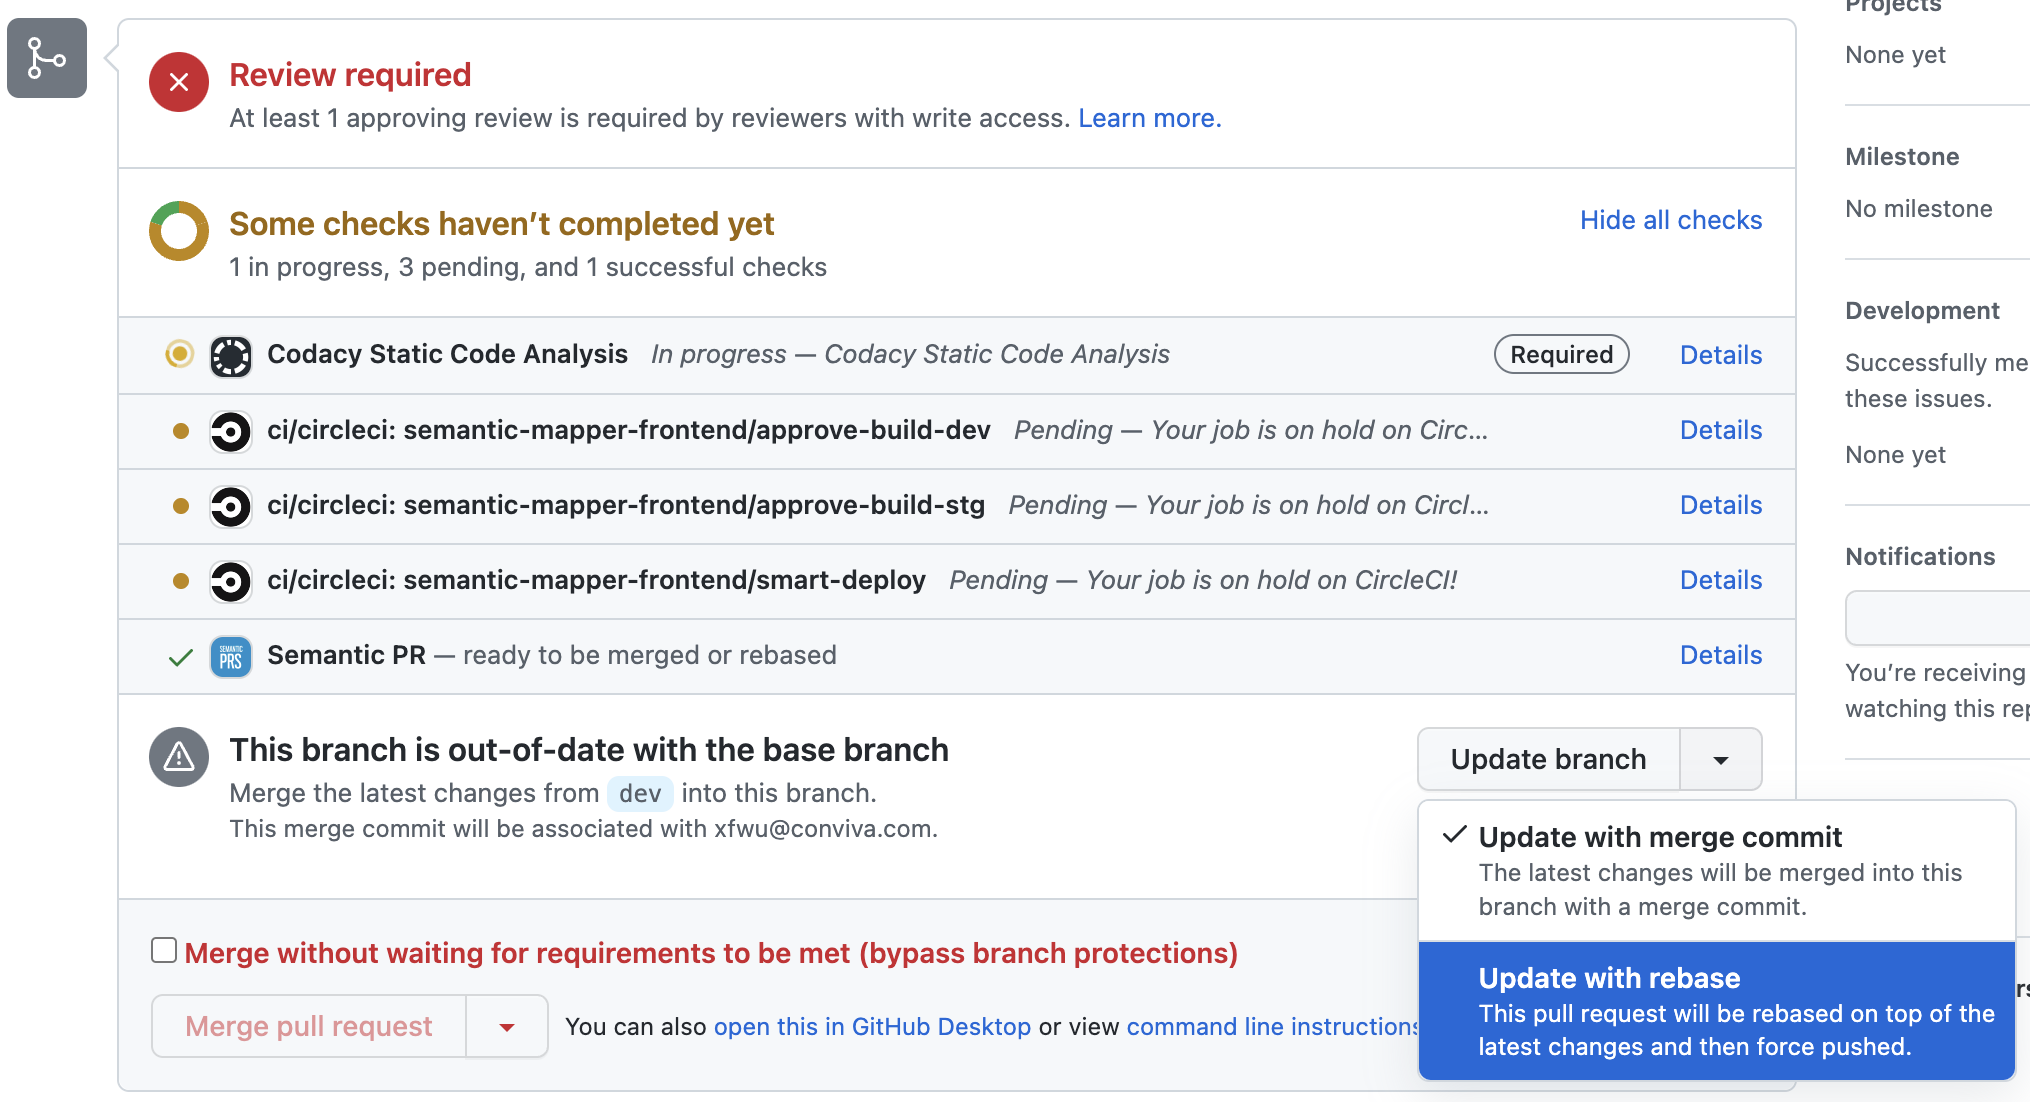 Review required
At least 1 approving review is required by reviewers with write access. Learn more.
Some checks haven’t completed yet
1 in progress, 3 pending, and 1 successful checks
Hide all checks
Codacy Static Code Analysis In progress — Codacy Static Code Analysis Required Details
ci/circleci: semantic-mapper-frontend/approve-build-dev Pending — Your job is on hold on Circ... Details
ci/circleci: semantic-mapper-frontend/approve-build-stg Pending — Your job is on hold on Circl... Details
ci/circleci: semantic-mapper-frontend/smart-deploy Pending — Your job is on hold on CircleCI! Details
SEMANTIC
PRS
Semantic PR — ready to be merged or rebased Details
This branch is out-of-date with the base branch
Merge the latest changes from dev into this branch.
This merge commit will be associated with xfwu@conviva.com.
Update branch
Update with merge commit
The latest changes will be merged into this
branch with a merge commit.
Update with rebase
This pull request will be rebased on top of the
latest changes and then force pushed.
Merge without waiting for requirements to be met (bypass branch protections)
Merge pull request
You can also open this in GitHub Desktop or view command line instructions
Projects
None yet
Milestone
No milestone
Development
Successfully me
these issues.
None yet
Notifications
You’re receiving
watching this rep